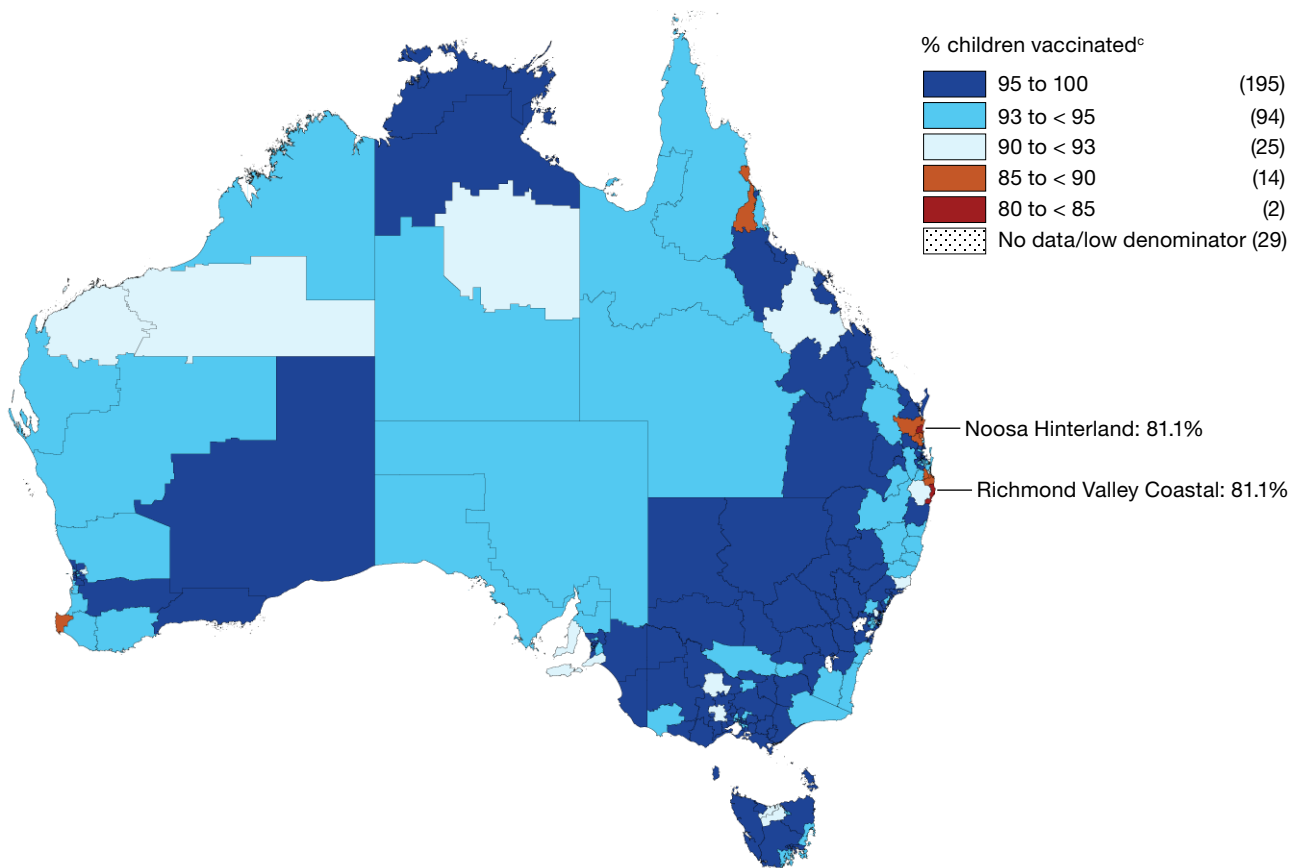 % children vaccinatedᶜ
95 to 100 (195)
93 to < 95 (94)
90 to < 93 (25)
85 to < 90 (14)
80 to < 85 (2)
No data/low denominator (29)
Noosa Hinterland: 81.1%
Richmond Valley Coastal: 81.1%